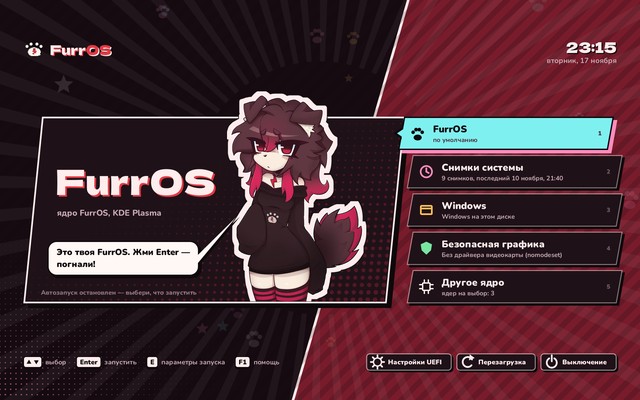 FurrOS
23:15
вторник, 17 ноября
FurrOS
ядро FurrOS, KDE Plasma
Это твоя FurrOS. Жми Enter —
погнали!
Автозапуск остановлен — выбери, что запустить
FurrOS
по умолчанию
1
Снимки системы
9 снимков, последний 10 ноября, 21:40
2
Windows
Windows на этом диске
3
Безопасная графика
Без драйвера видеокарты (nomodeset)
4
Другое ядро
ядер на выбор: 3
5
▲ ▼ выбор Enter запустить E параметры запуска F1 помощь
Настройки UEFI Перезагрузка Выключение